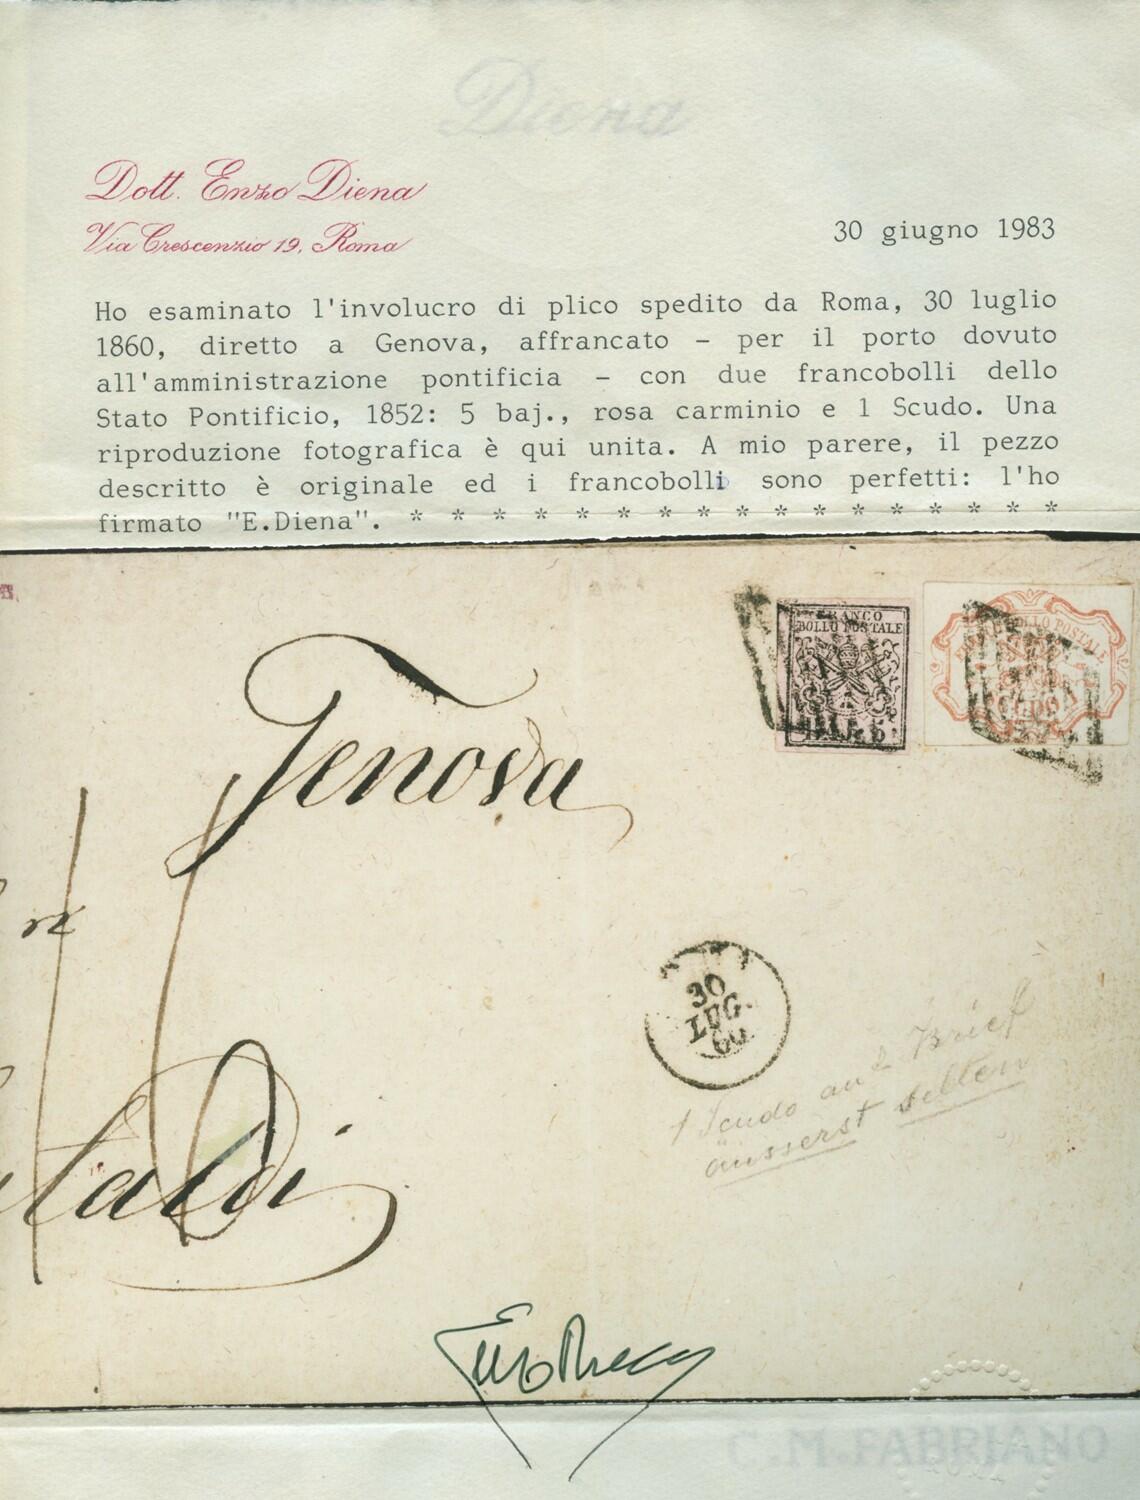 Diena
Dott. Enzo Diena
Via Crescenzio 19, Roma
30 giugno 1983
Ho esaminato l'involucro di plico spedito da Roma, 30 luglio
1860, diretto a Genova, affrancato - per il porto dovuto
all'amministrazione pontificia - con due francobolli dello
Stato Pontificio, 1852: 5 baj., rosa carminio e 1 Scudo. Una
riproduzione fotografica è qui unita. A mio parere, il pezzo
descritto è originale ed i francobolli sono perfetti: l'ho
firmato "E.Diena". * * * * * * * * * * * * * * * *
FRANCO
BOLLO POSTALE
BOLLO POSTALE
Genova
30
LUG.
60
1 Scudo auf Brief
äusserst selten
C.M.FABRIANO